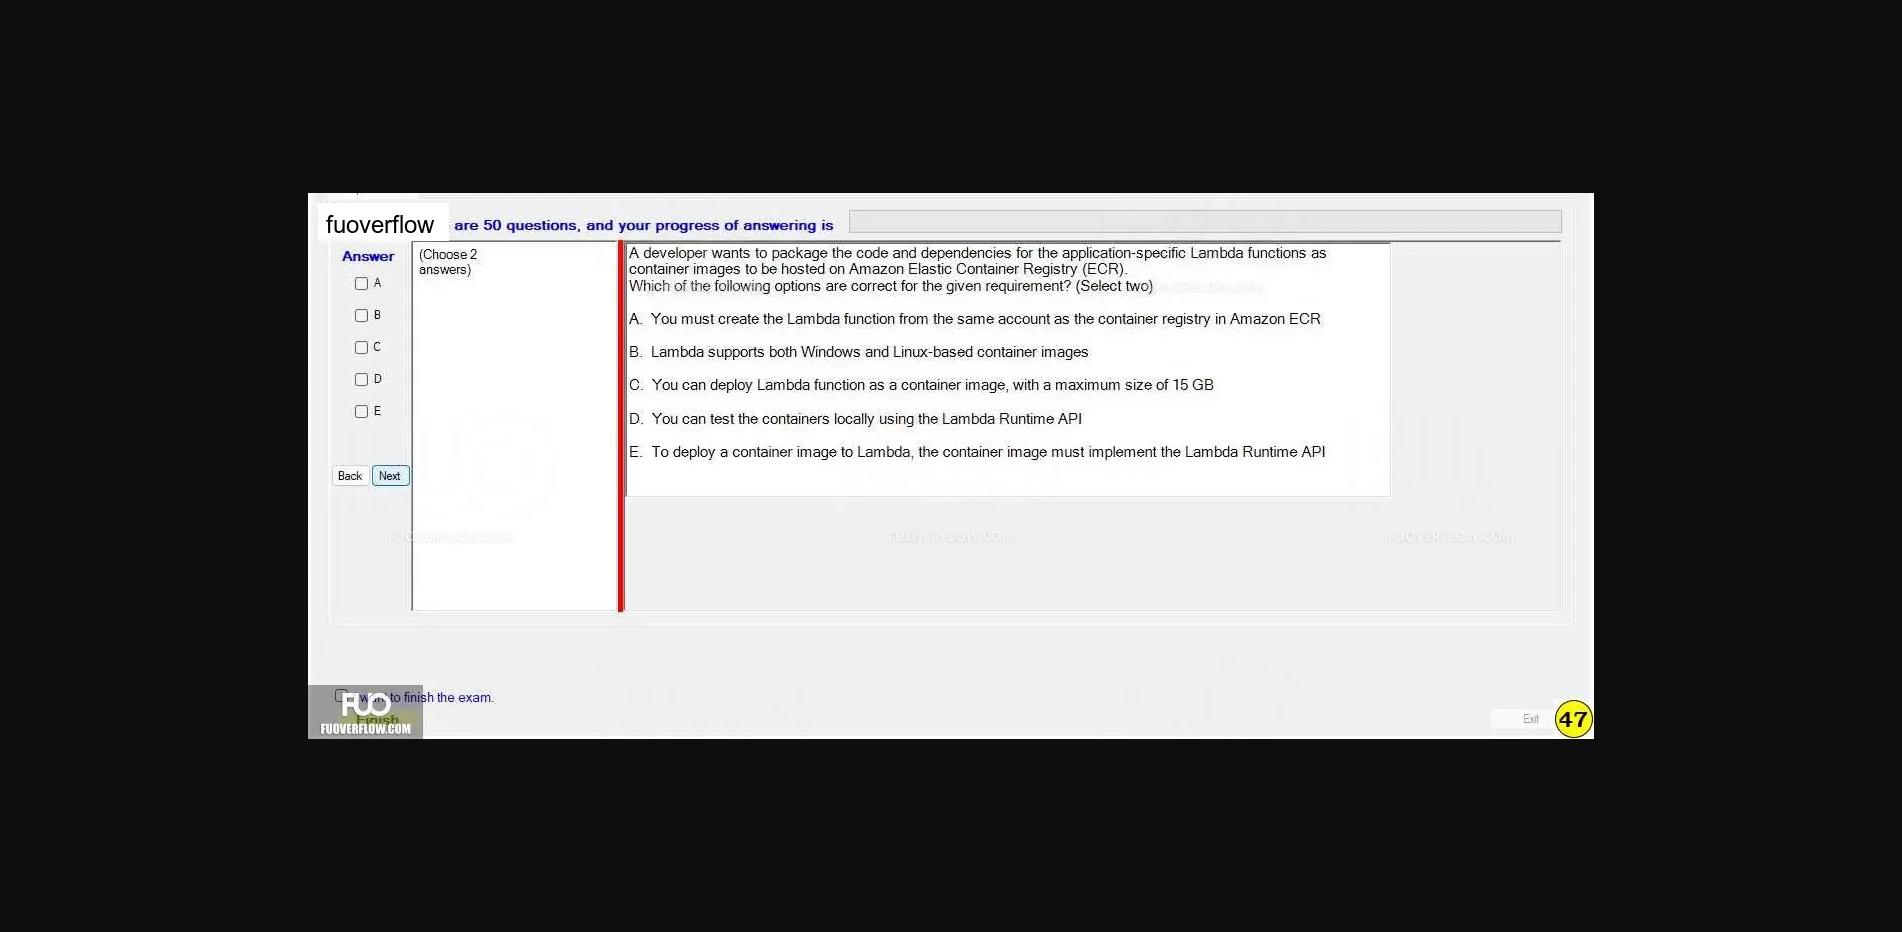 fuoverflow are 50 questions, and your progress of answering is
Answer
(Choose 2
answers)
A
B
C
D
E
Back Next
A developer wants to package the code and dependencies for the application-specific Lambda functions as
container images to be hosted on Amazon Elastic Container Registry (ECR).
Which of the following options are correct for the given requirement? (Select two)
A. You must create the Lambda function from the same account as the container registry in Amazon ECR
B. Lambda supports both Windows and Linux-based container images
C. You can deploy Lambda function as a container image, with a maximum size of 15 GB
D. You can test the containers locally using the Lambda Runtime API
E. To deploy a container image to Lambda, the container image must implement the Lambda Runtime API
FUOVERFLOW.COM FUOVERFLOW.COM FUOVERFLOW.COM
want to finish the exam.
FUO
Finish
FUOVERFLOW.COM
Exit
47